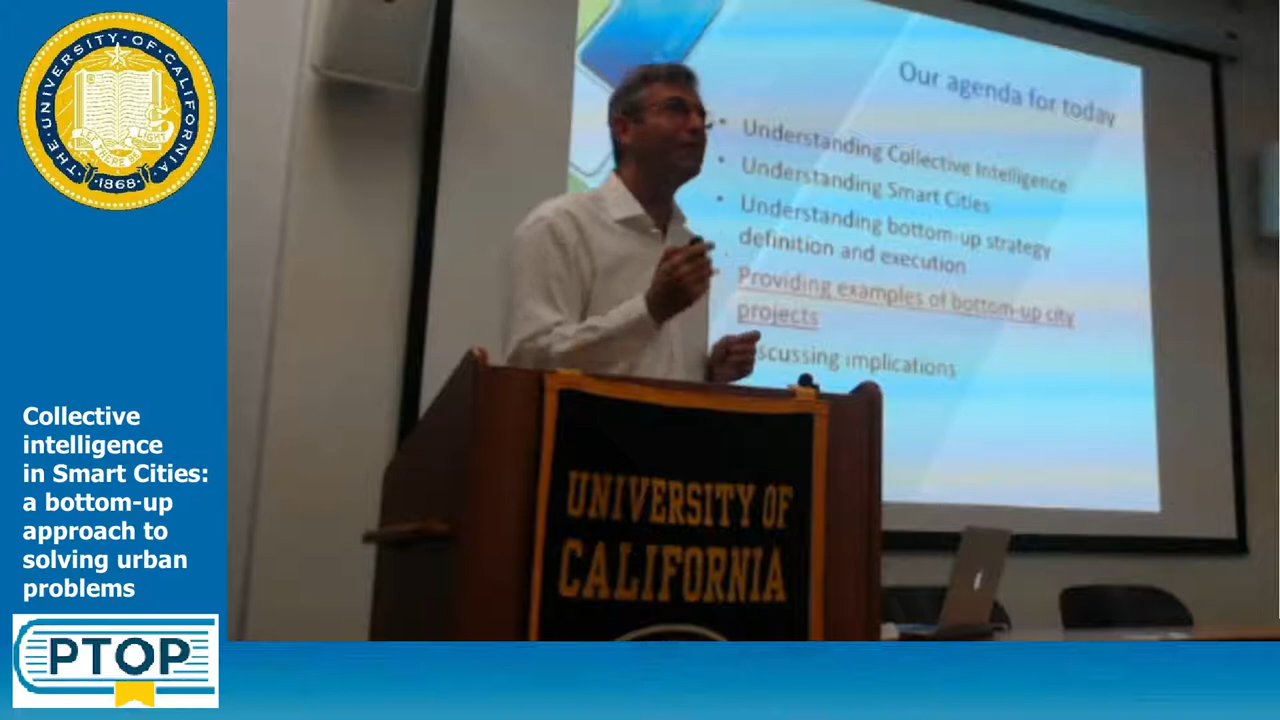 THE · UNIVERSITY · OF · CALIFORNIA
LET THERE BE LIGHT
·1868·
Collective
intelligence
in Smart Cities:
a bottom-up
approach to
solving urban
problems
PTOP
Our agenda for today
• Understanding Collective Intelligence
• Understanding Smart Cities
• Understanding bottom-up strategy
definition and execution
Providing examples of bottom-up city
projects
scussing implications
UNIVERSITY OF
CALIFORNIA